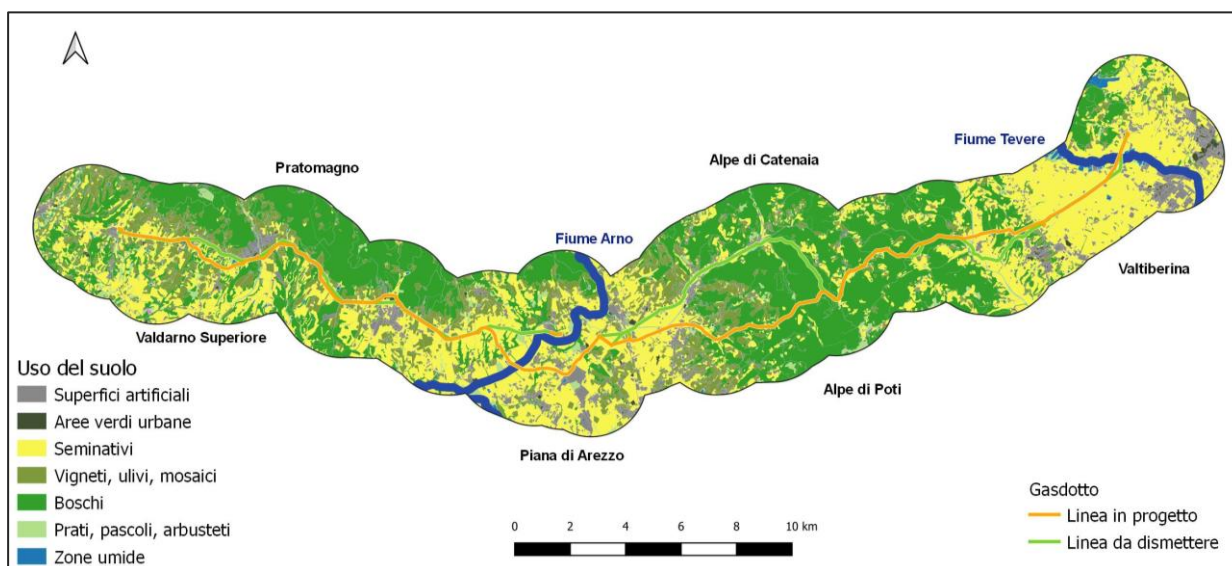 Pratomagno
Alpe di Catenaia
Fiume Tevere
Fiume Arno
Valtiberina
Valdarno Superiore
Alpe di Poti
Piana di Arezzo
Uso del suolo
Superfici artificiali
Aree verdi urbane
Seminativi
Vigneti, ulivi, mosaici
Boschi
Prati, pascoli, arbusteti
Zone umide
0 2 4 6 8 10 km
Gasdotto
Linea in progetto
Linea da dismettere